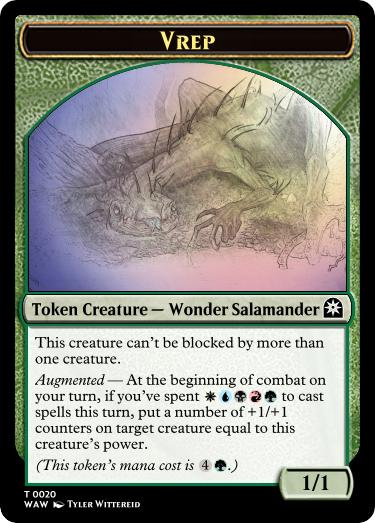 Vrep
Token Creature — Wonder Salamander
This creature can't be blocked by more than
one creature.
Augmented — At the beginning of combat on
your turn, if you've spent to cast
spells this turn, put a number of +1/+1
counters on target creature equal to this
creature's power.
(This token's mana cost is 4 .)
1/1
T 0020
WAW Tyler Wittereid